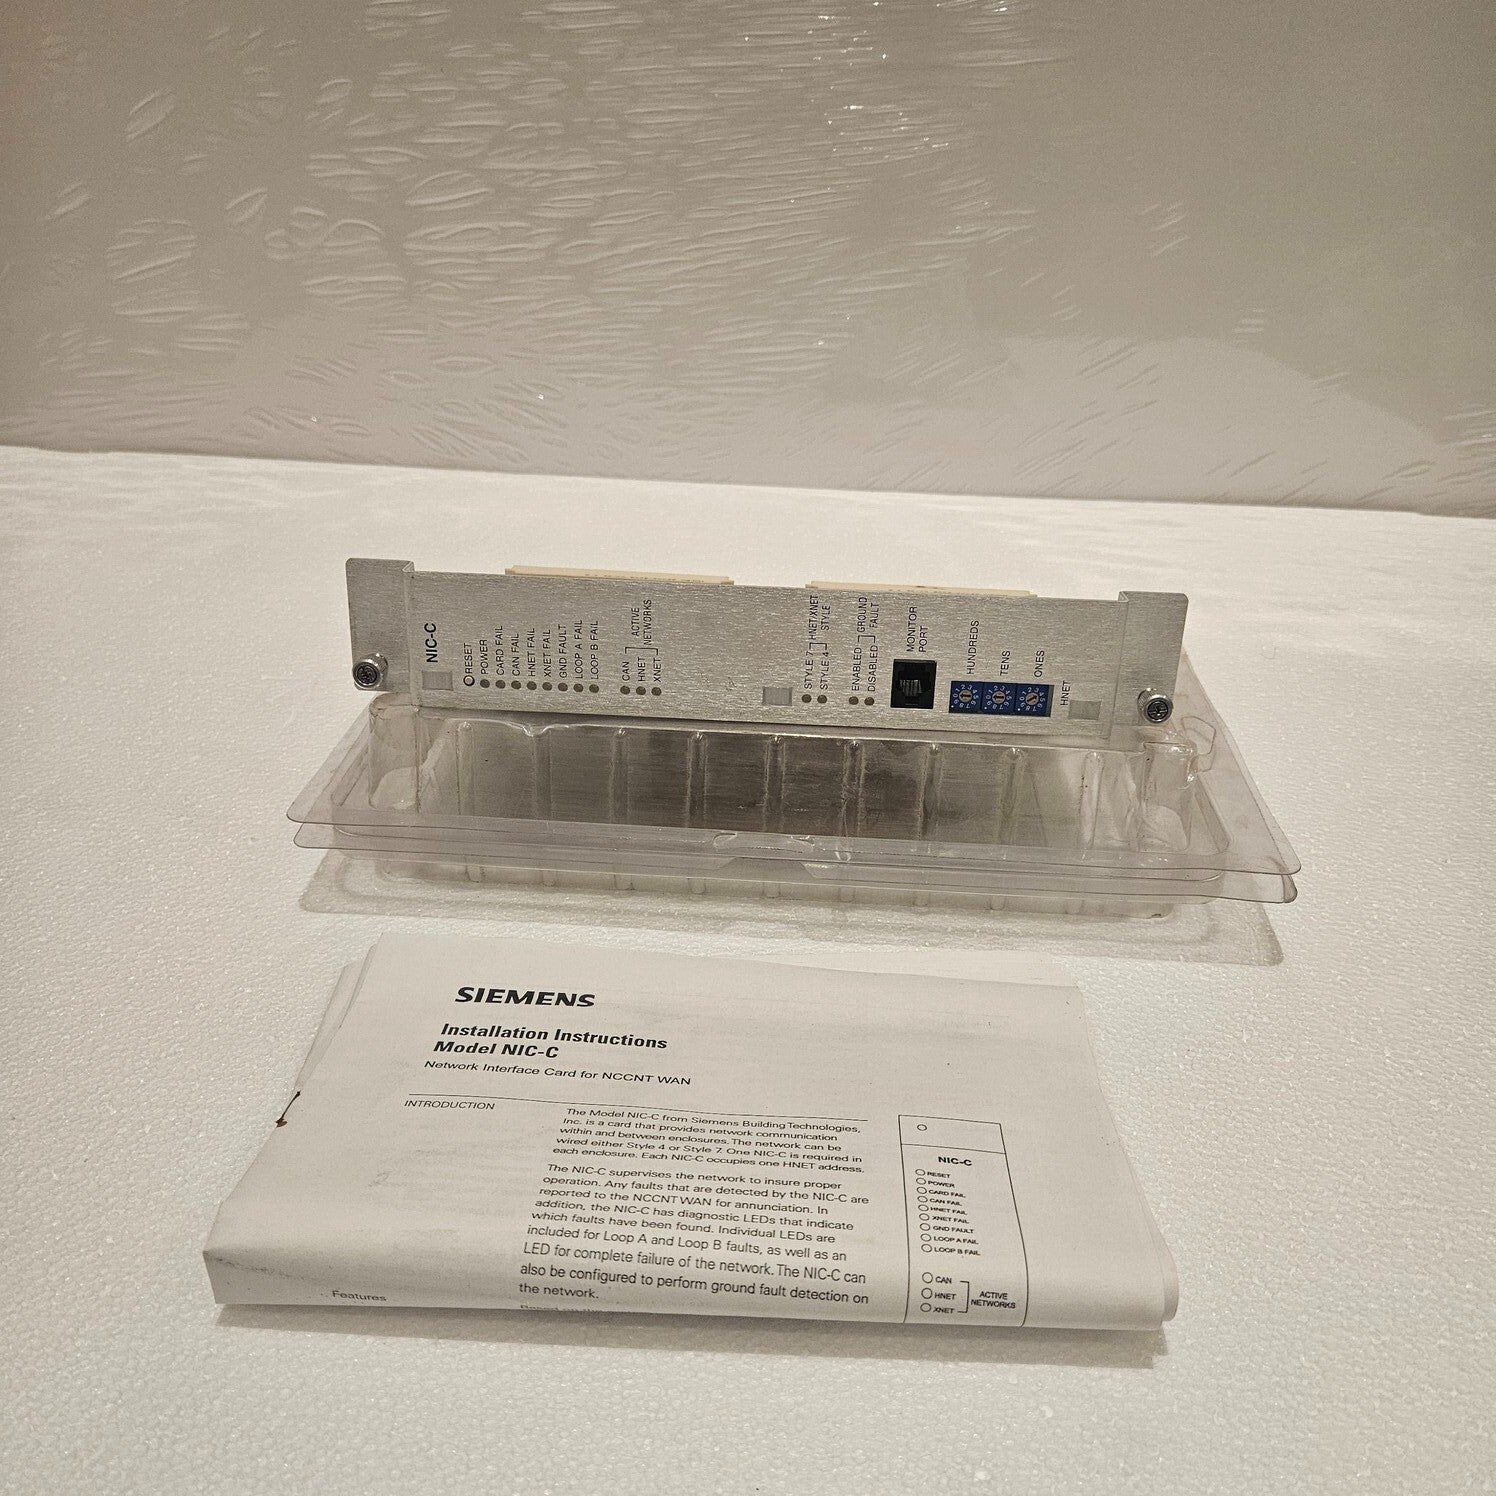 NIC-C
RESET
POWER
CARD FAIL
CAN FAIL
HNET FAIL
XNET FAIL
GND FAULT
LOOP A FAIL
LOOP B FAIL
CAN
HNET
XNET
ACTIVE
NETWORKS
STYLE 7
STYLE 4
HNET/XNET
STYLE
ENABLED
DISABLED
GROUND
FAULT
MONITOR
PORT
HUNDREDS
TENS
ONES
HNET
SIEMENS
Installation Instructions
Model NIC-C
Network Interface Card for NCCNT WAN
INTRODUCTION
The Model NIC-C from Siemens Building Technologies,
Inc. is a card that provides network communication
within and between enclosures. The network can be
wired either Style 4 or Style 7. One NIC-C is required in
each enclosure. Each NIC-C occupies one HNET address.
The NIC-C supervises the network to insure proper
operation. Any faults that are detected by the NIC-C are
reported to the NCCNT WAN for annunciation. In
addition, the NIC-C has diagnostic LEDs that indicate
which faults have been found. Individual LEDs are
included for Loop A and Loop B faults, as well as an
LED for complete failure of the network. The NIC-C can
also be configured to perform ground fault detection on
the network.
Features
NIC-C
RESET
POWER
CARD FAIL
CAN FAIL
HNET FAIL
XNET FAIL
GND FAULT
LOOP A FAIL
LOOP B FAIL
CAN
HNET
XNET
ACTIVE
NETWORKS